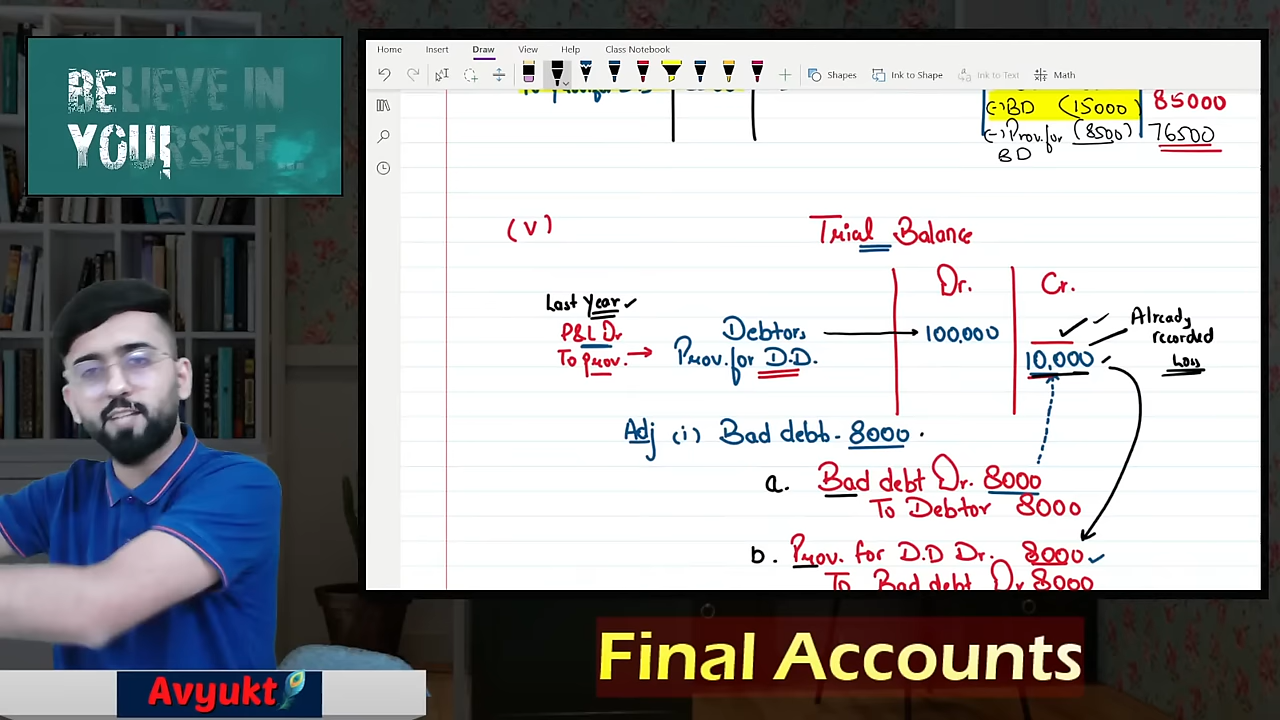 BELIEVE IN
YOURSELF...
Home Insert Draw View Help Class Notebook
Shapes Ink to Shape Ink to Text Math
(-)BD (15000) 85000
(-)Prov.for (8500) 76500
BD
(V) Trial Balance
Dr. Cr.
Last year
P&L Dr
To prov.
Debtors 100,000
Prov.for D.D. 10,000
Already
recorded
Loss
Adj (i) Bad debb - 8000
a. Bad debt Dr. 8000
To Debtor 8000
b. Prov. for D.D Dr. 8000
To Bad debt Dr 8000
Final Accounts
Avyukt